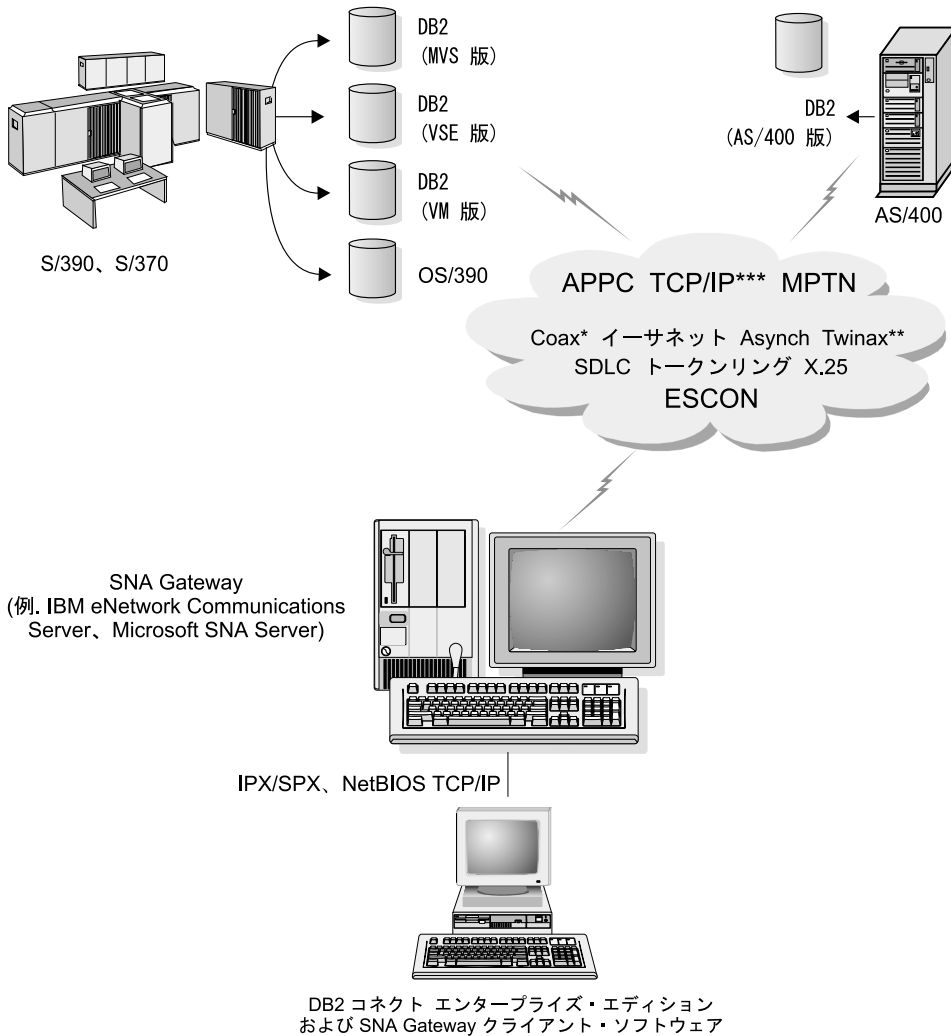 DB2
(MVS 版)
DB2
(VSE 版)
DB2
(VM 版)
OS/390
S/390、S/370
DB2
(AS/400 版)
AS/400
APPC TCP/IP*** MPTN
Coax* イーサネット Asynch Twinax**
SDLC トークンリング X.25
ESCON
SNA Gateway
(例. IBM eNetwork Communications
Server、Microsoft SNA Server)
IPX/SPX、NetBIOS TCP/IP
DB2 コネクト エンタープライズ・エディション
および SNA Gateway クライアント・ソフトウェア